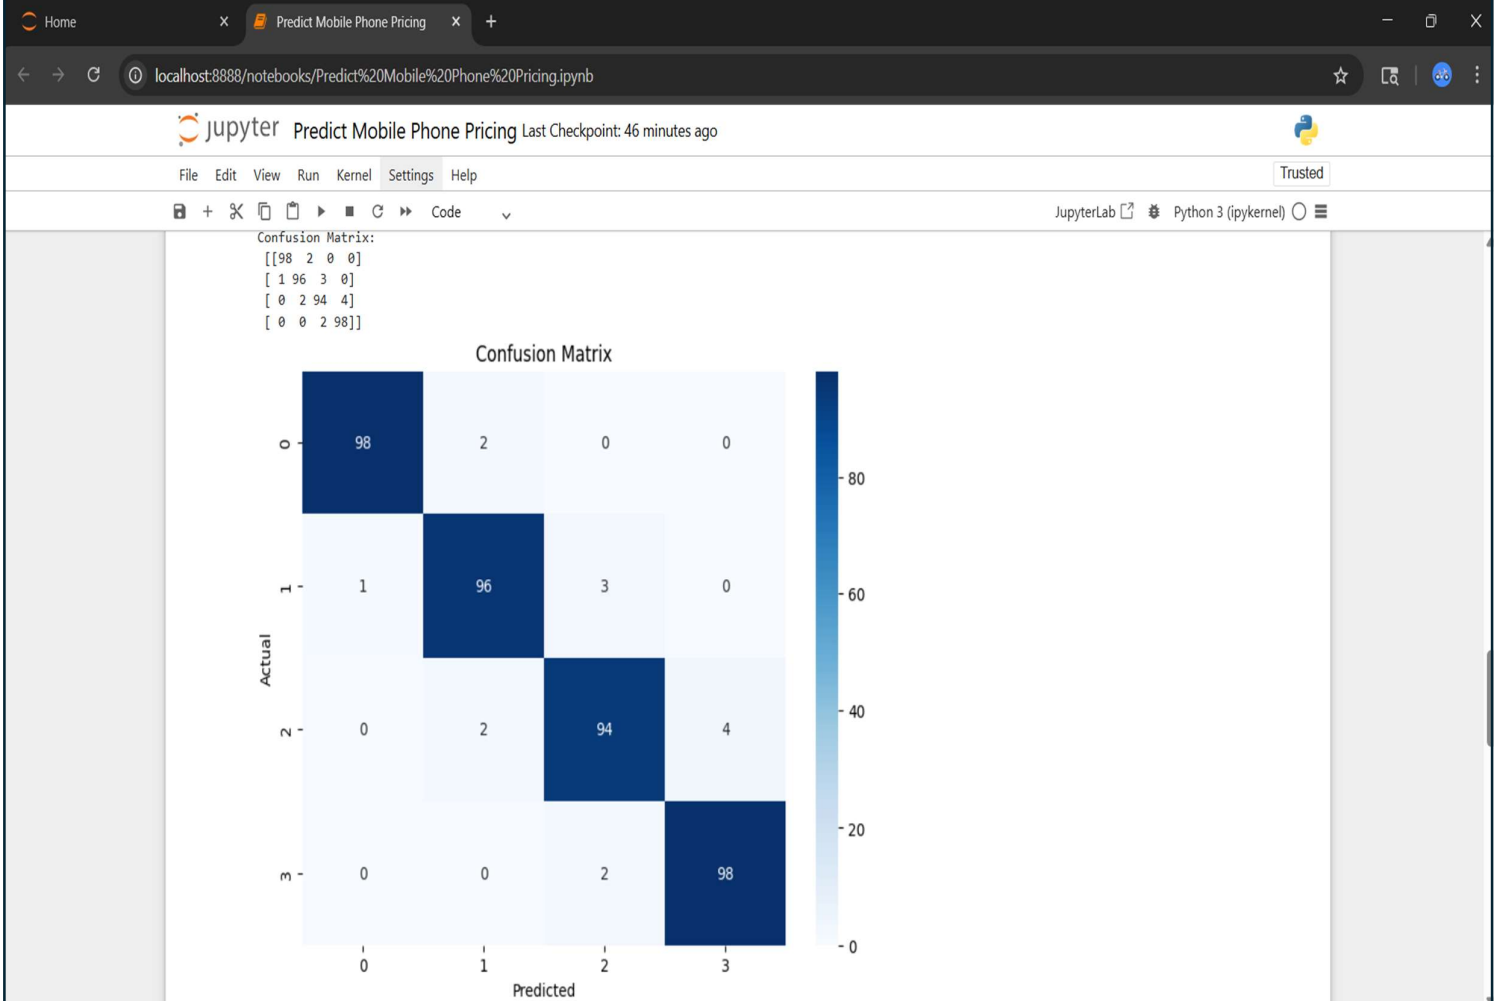 Home
Predict Mobile Phone Pricing
localhost:8888/notebooks/Predict%20Mobile%20Phone%20Pricing.ipynb
jupyter Predict Mobile Phone Pricing Last Checkpoint: 46 minutes ago
File Edit View Run Kernel Settings Help
Trusted
Code
JupyterLab
Python 3 (ipykernel)
Confusion Matrix:
[[98 2 0 0]
[ 1 96 3 0]
[ 0 2 94 4]
[ 0 0 2 98]]
Confusion Matrix
0 98 2 0 0
80
1 1 96 3 0
60
Actual
2 0 2 94 4
40
20
3 0 0 2 98
0
0 1 2 3
Predicted